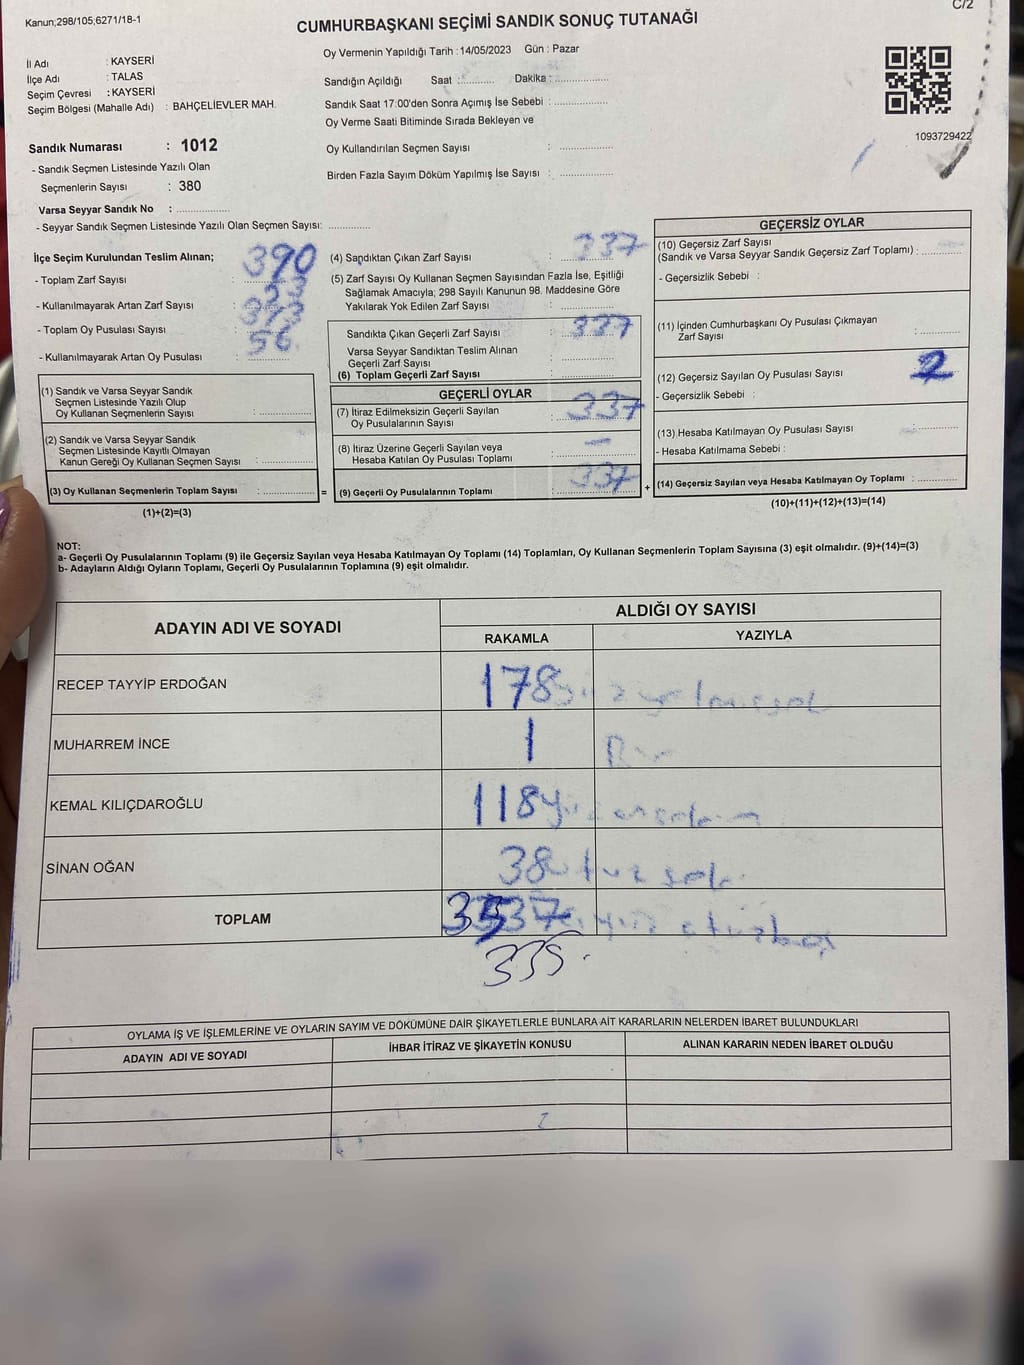 Kanun;298/105;6271/18-1
C/2
CUMHURBAŞKANI SEÇİMİ SANDIK SONUÇ TUTANAĞI
İl Adı : KAYSERİ
İlçe Adı : TALAS
Seçim Çevresi : KAYSERİ
Seçim Bölgesi (Mahalle Adı) : BAHÇELİEVLER MAH.
Sandık Numarası : 1012
- Sandık Seçmen Listesinde Yazılı Olan
Seçmenlerin Sayısı : 380
Varsa Seyyar Sandık No : ..................
- Seyyar Sandık Seçmen Listesinde Yazılı Olan Seçmen Sayısı: ..............
Oy Vermenin Yapıldığı Tarih : 14/05/2023 Gün : Pazar
Sandığın Açıldığı Saat :........... Dakika : ..................
Sandık Saat 17:00'den Sonra Açımış İse Sebebi : ..................
Oy Verme Saati Bitiminde Sırada Bekleyen ve
Oy Kullandırılan Seçmen Sayısı : ..................
Birden Fazla Sayım Döküm Yapılmış İse Sayısı : ..................
1093729422
İlçe Seçim Kurulundan Teslim Alınan;
- Toplam Zarf Sayısı : 390
- Kullanılmayarak Artan Zarf Sayısı : 53
- Toplam Oy Pusulası Sayısı : 393
- Kullanılmayarak Artan Oy Pusulası : 56
(1) Sandık ve Varsa Seyyar Sandık
Seçmen Listesinde Yazılı Olup
Oy Kullanan Seçmenlerin Sayısı : ..............
(2) Sandık ve Varsa Seyyar Sandık
Seçmen Listesinde Kayıtlı Olmayan
Kanun Gereği Oy Kullanan Seçmen Sayısı : ..............
(3) Oy Kullanan Seçmenlerin Toplam Sayısı : .............. =
(1)+(2)=(3)
(4) Sandıktan Çıkan Zarf Sayısı : 337
(5) Zarf Sayısı Oy Kullanan Seçmen Sayısından Fazla İse, Eşitliği
Sağlamak Amacıyla; 298 Sayılı Kanunun 98. Maddesine Göre
Yakılarak Yok Edilen Zarf Sayısı : ..................
Sandıkta Çıkan Geçerli Zarf Sayısı : 337
Varsa Seyyar Sandıktan Teslim Alınan
Geçerli Zarf Sayısı : ..................
(6) Toplam Geçerli Zarf Sayısı : ..................
GEÇERLİ OYLAR
(7) İtiraz Edilmeksizin Geçerli Sayılan
Oy Pusulalarının Sayısı : 337
(8) İtiraz Üzerine Geçerli Sayılan veya
Hesaba Katılan Oy Pusulası Toplamı : —
(9) Geçerli Oy Pusulalarının Toplamı : 337 +
GEÇERSİZ OYLAR
(10) Geçersiz Zarf Sayısı
(Sandık ve Varsa Seyyar Sandık Geçersiz Zarf Toplamı) : ............
- Geçersizlik Sebebi :
(11) İçinden Cumhurbaşkanı Oy Pusulası Çıkmayan
Zarf Sayısı : ............
(12) Geçersiz Sayılan Oy Pusulası Sayısı : 2
- Geçersizlik Sebebi :
(13) Hesaba Katılmayan Oy Pusulası Sayısı : ............
- Hesaba Katılmama Sebebi :
(14) Geçersiz Sayılan veya Hesaba Katılmayan Oy Toplamı : ............
(10)+(11)+(12)+(13)=(14)
NOT:
a- Geçerli Oy Pusulalarının Toplamı (9) ile Geçersiz Sayılan veya Hesaba Katılmayan Oy Toplamı (14) Toplamları, Oy Kullanan Seçmenlerin Toplam Sayısına (3) eşit olmalıdır. (9)+(14)=(3)
b- Adayların Aldığı Oyların Toplamı, Geçerli Oy Pusulalarının Toplamına (9) eşit olmalıdır.
ADAYIN ADI VE SOYADI
ALDIĞI OY SAYISI
RAKAMLA YAZIYLA
RECEP TAYYİP ERDOĞAN 178
MUHARREM İNCE 1 Bir
KEMAL KILIÇDAROĞLU 118 yüz onsekiz
SİNAN OĞAN 38 otuz sekiz
TOPLAM 337
335.
OYLAMA İŞ VE İŞLEMLERİNE VE OYLARIN SAYIM VE DÖKÜMÜNE DAİR ŞİKAYETLERLE BUNLARA AİT KARARLARIN NELERDEN İBARET BULUNDUKLARI
ADAYIN ADI VE SOYADI İHBAR İTİRAZ VE ŞİKAYETİN KONUSU ALINAN KARARIN NEDEN İBARET OLDUĞU